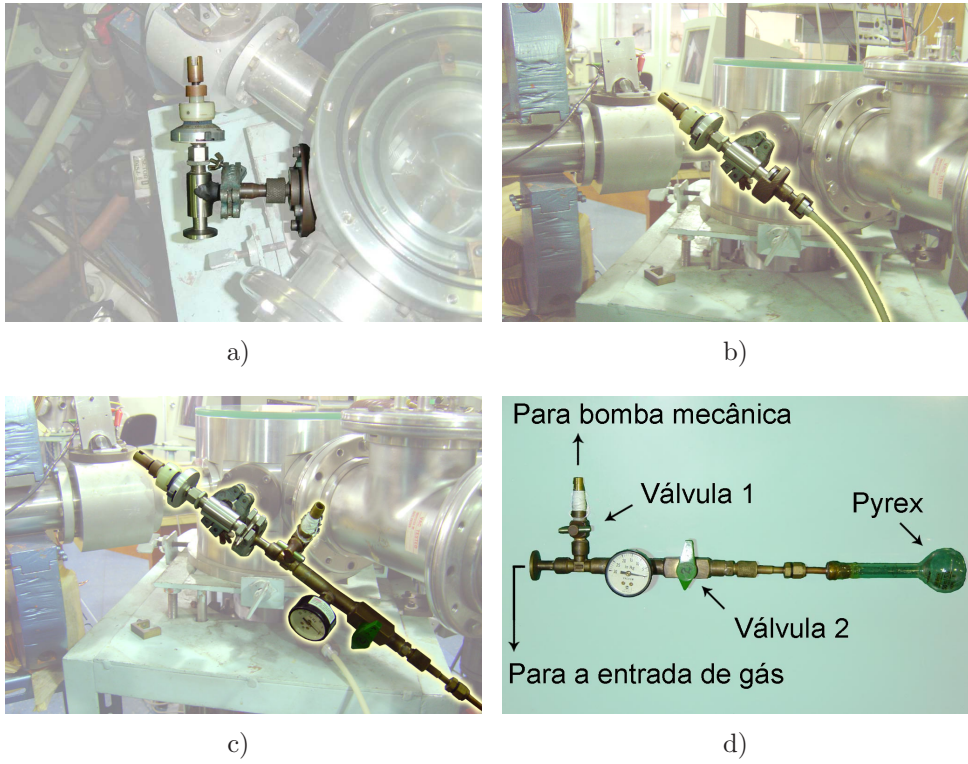 a)
b)
Para bomba mecânica
Válvula 1
Pyrex
Válvula 2
Para a entrada de gás
c)
d)